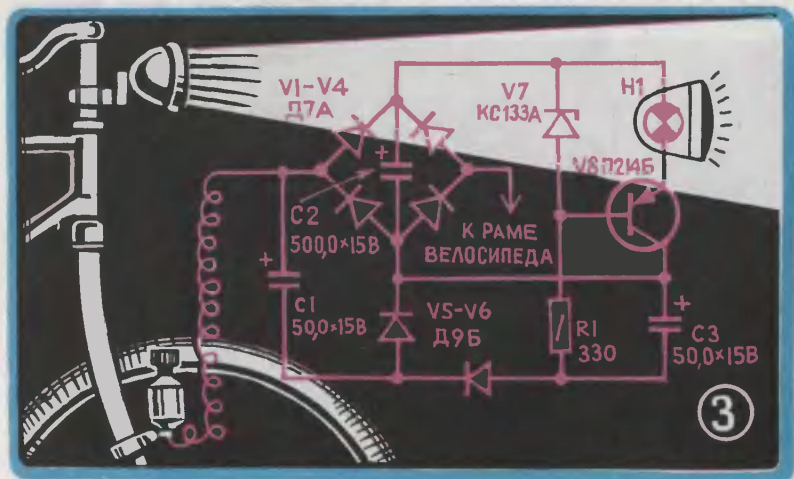 V1-V4
Д7А
V7
КС133А
H1
V8 П214Б
+
C2
500,0×15В
К РАМЕ
ВЕЛОСИПЕДА
+
C1
50,0×15В
V5-V6
Д9Б
R1
330
+
C3
50,0×15В
3